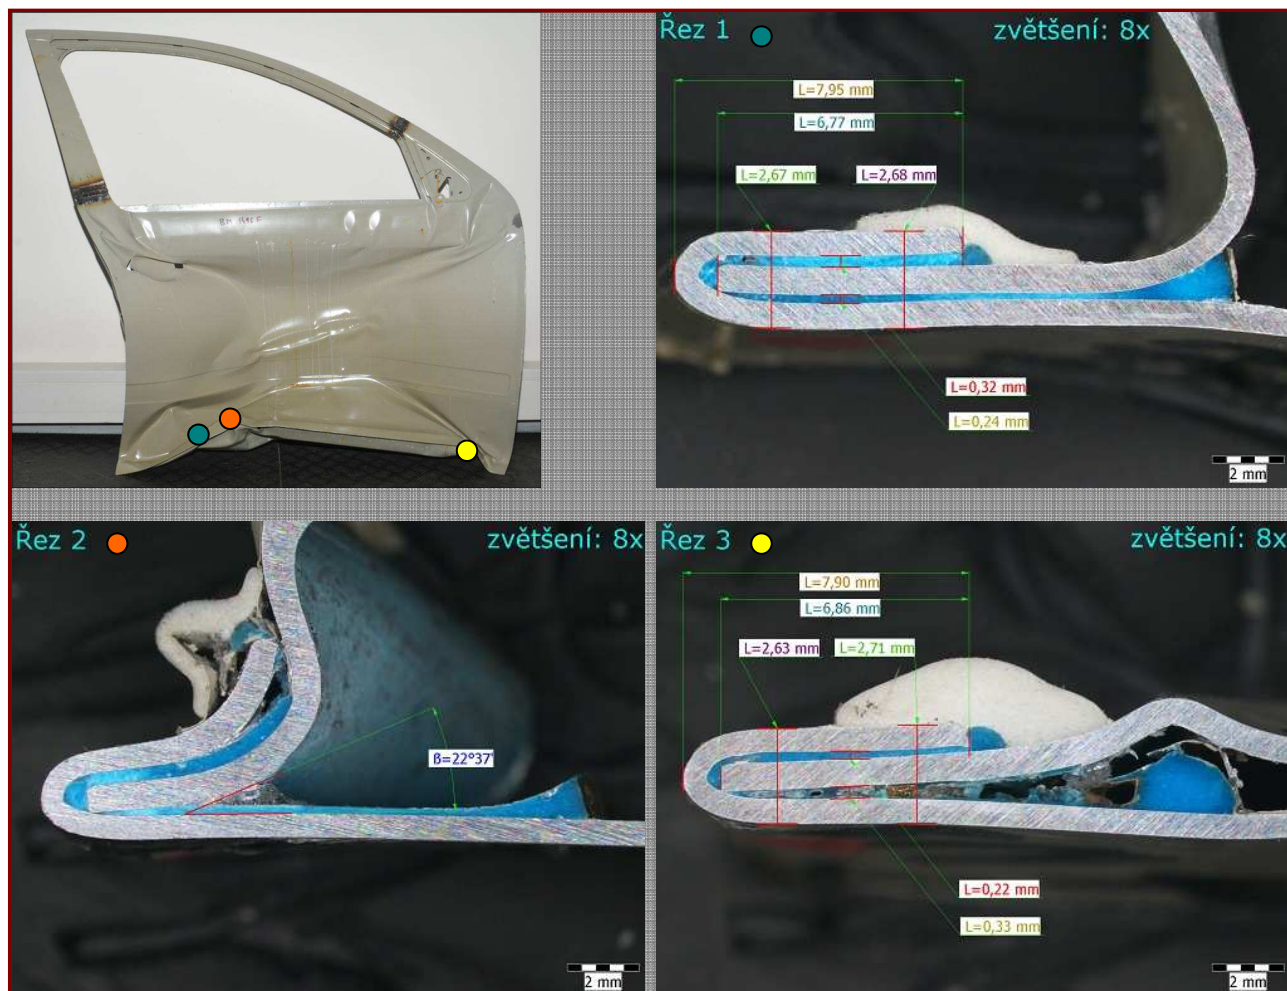 Řez 1
zvětšení: 8x
L=7,95 mm
L=6,77 mm
L=2,67 mm
L=2,68 mm
L=0,32 mm
L=0,24 mm
2 mm
Řez 2
zvětšení: 8x
ß=22°37'
2 mm
Řez 3
zvětšení: 8x
L=7,90 mm
L=6,86 mm
L=2,63 mm
L=2,71 mm
L=0,22 mm
L=0,33 mm
2 mm